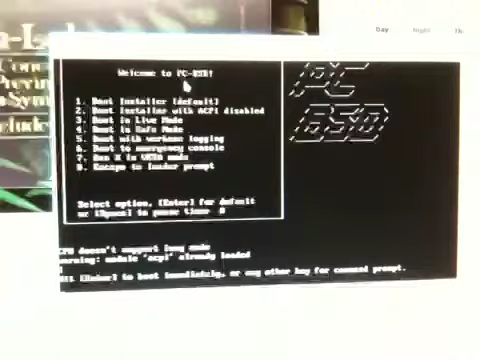 Day Night
Welcome to PC-BSD!
1. Boot Installer [default]
2. Boot Installer with ACPI disabled
3. Boot in Live Mode
4. Boot in Safe Mode
5. Boot with verbose logging
6. Boot to emergency console
7. Run X in VESA mode
8. Escape to loader prompt
Select option, [Enter] for default
or [Space] to pause timer 8
PC
BSD
CPU doesn't support long mode
warning: module 'acpi' already loaded
Hit [Enter] to boot immediately, or any other key for command prompt.